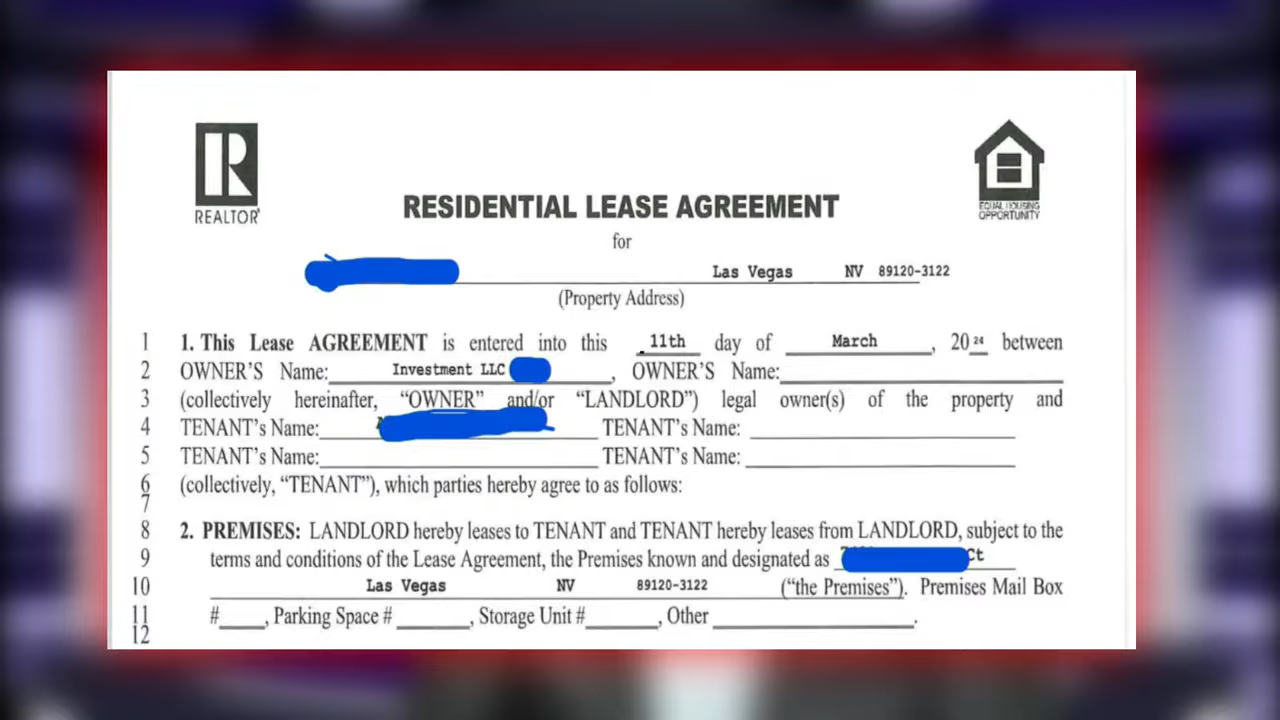 REALTOR®
EQUAL HOUSING
OPPORTUNITY
RESIDENTIAL LEASE AGREEMENT
for
Las Vegas NV 89120-3122
(Property Address)
1 1. This Lease AGREEMENT is entered into this 11th day of March, 20 24 between
2 OWNER'S Name: Investment LLC , OWNER'S Name:
3 (collectively hereinafter, “OWNER” and/or “LANDLORD”) legal owner(s) of the property and
4 TENANT's Name: TENANT's Name:
5 TENANT's Name: TENANT's Name:
6 (collectively, “TENANT”), which parties hereby agree to as follows:
7
8 2. PREMISES: LANDLORD hereby leases to TENANT and TENANT hereby leases from LANDLORD, subject to the
9 terms and conditions of the Lease Agreement, the Premises known and designated as Ct
10 Las Vegas NV 89120-3122 (“the Premises”). Premises Mail Box
11 #____, Parking Space # ____, Storage Unit #____, Other ____.
12